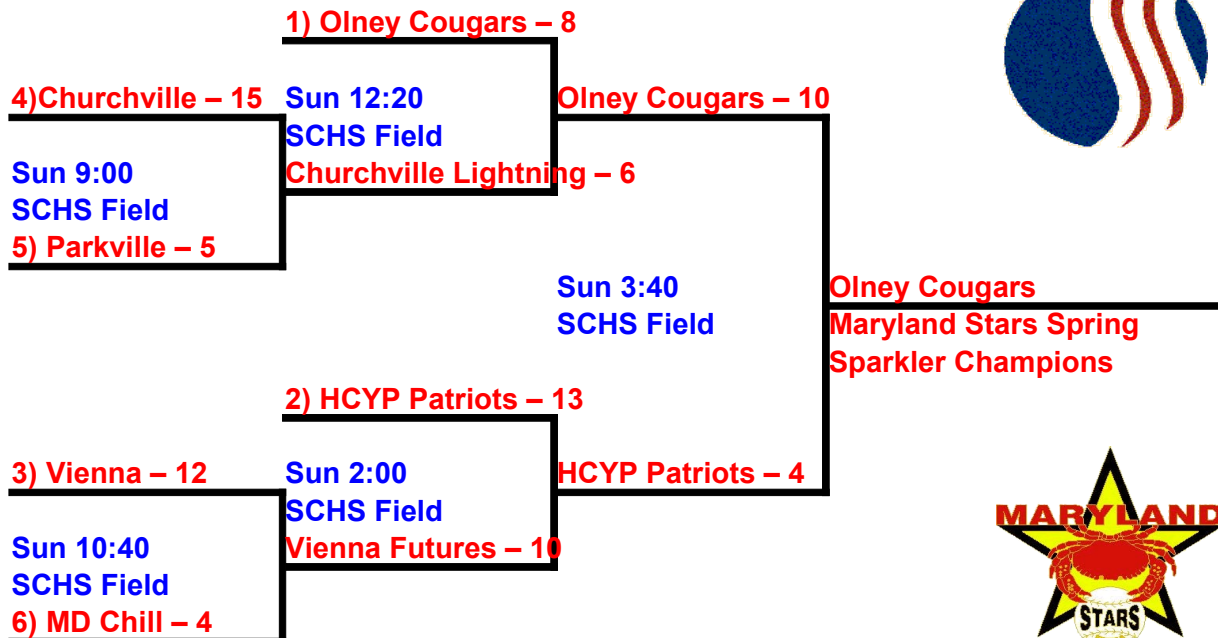 1) Olney Cougars – 8
4)Churchville – 15
Sun 12:20
SCHS Field
Olney Cougars – 10
Sun 9:00
SCHS Field
Churchville Lightning – 6
5) Parkville – 5
Sun 3:40
SCHS Field
Olney Cougars
Maryland Stars Spring
Sparkler Champions
2) HCYP Patriots – 13
3) Vienna – 12
Sun 2:00
SCHS Field
HCYP Patriots – 4
Sun 10:40
SCHS Field
Vienna Futures – 10
6) MD Chill – 4
MARYLAND
STARS